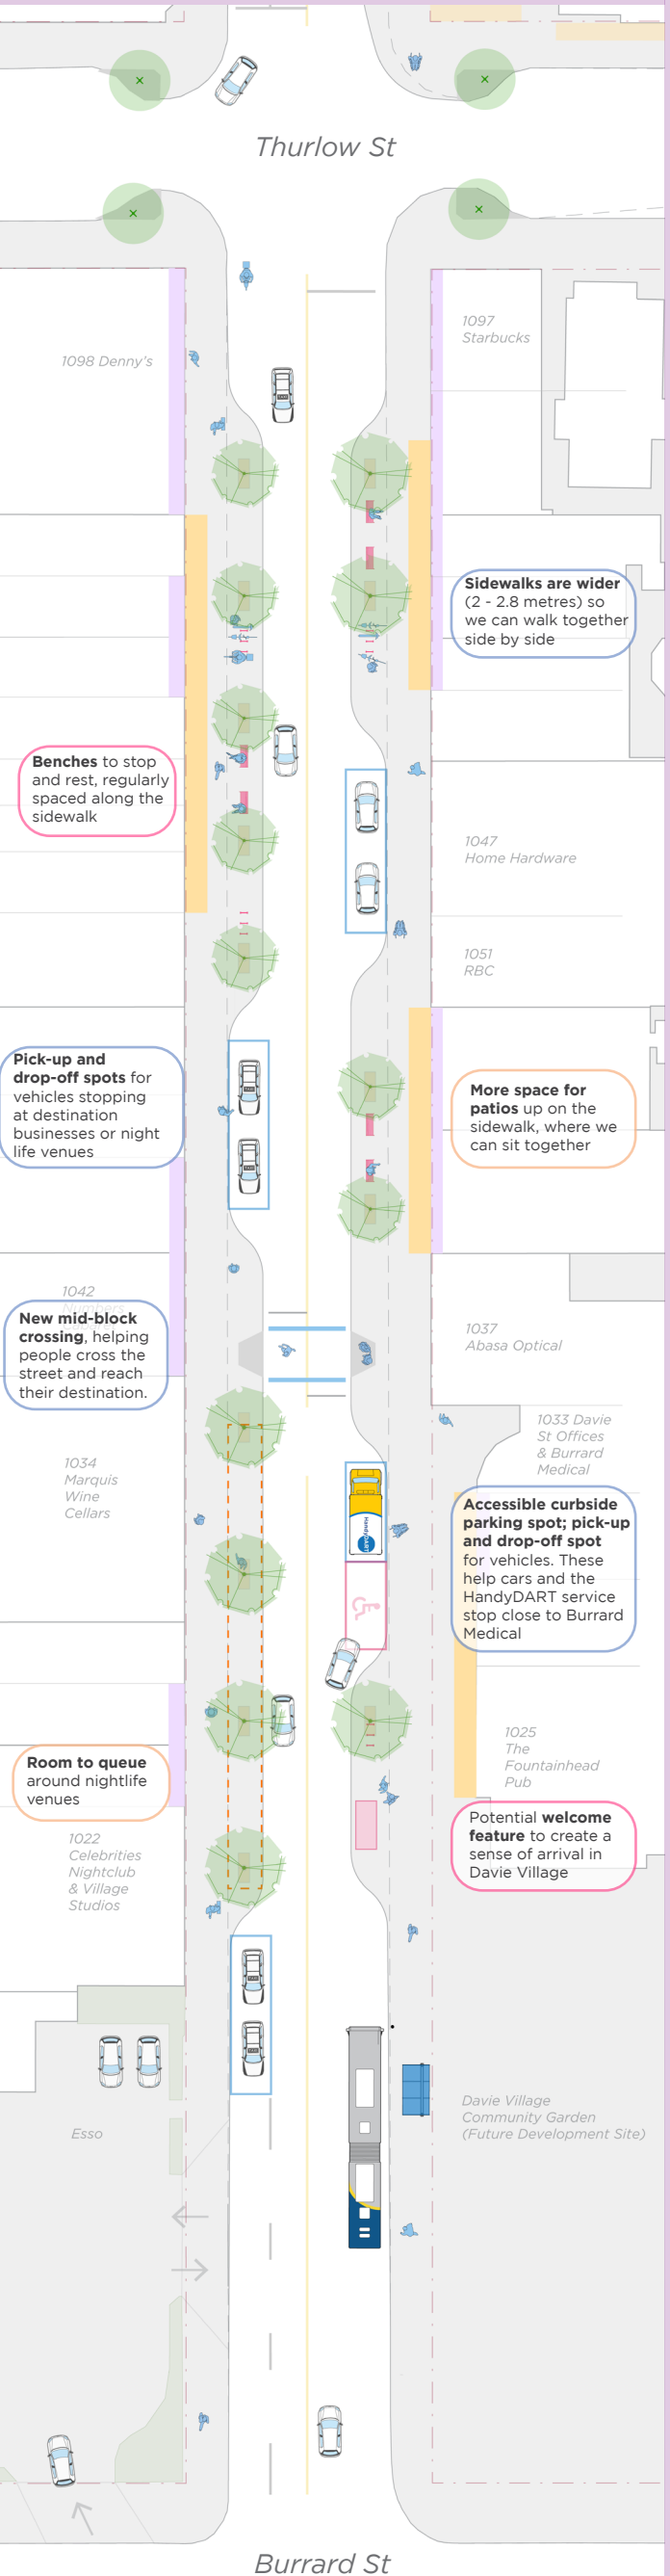 Thurlow St
1098 Denny's
1097
Starbucks
Sidewalks are wider
(2 - 2.8 metres) so
we can walk together
side by side
Benches to stop
and rest, regularly
spaced along the
sidewalk
1047
Home Hardware
1051
RBC
Pick-up and
drop-off spots for
vehicles stopping
at destination
businesses or night
life venues
More space for
patios up on the
sidewalk, where we
can sit together
1042
Numbers
New mid-block
crossing, helping
people cross the
street and reach
their destination.
1037
Abasa Optical
1033 Davie
St Offices
& Burrard
Medical
1034
Marquis
Wine
Cellars
Accessible curbside
parking spot; pick-up
and drop-off spot
for vehicles. These
help cars and the
HandyDART service
stop close to Burrard
Medical
HandyDART
1025
The
Fountainhead
Pub
Room to queue
around nightlife
venues
Potential welcome
feature to create a
sense of arrival in
Davie Village
1022
Celebrities
Nightclub
& Village
Studios
Davie Village
Community Garden
(Future Development Site)
Esso
Burrard St